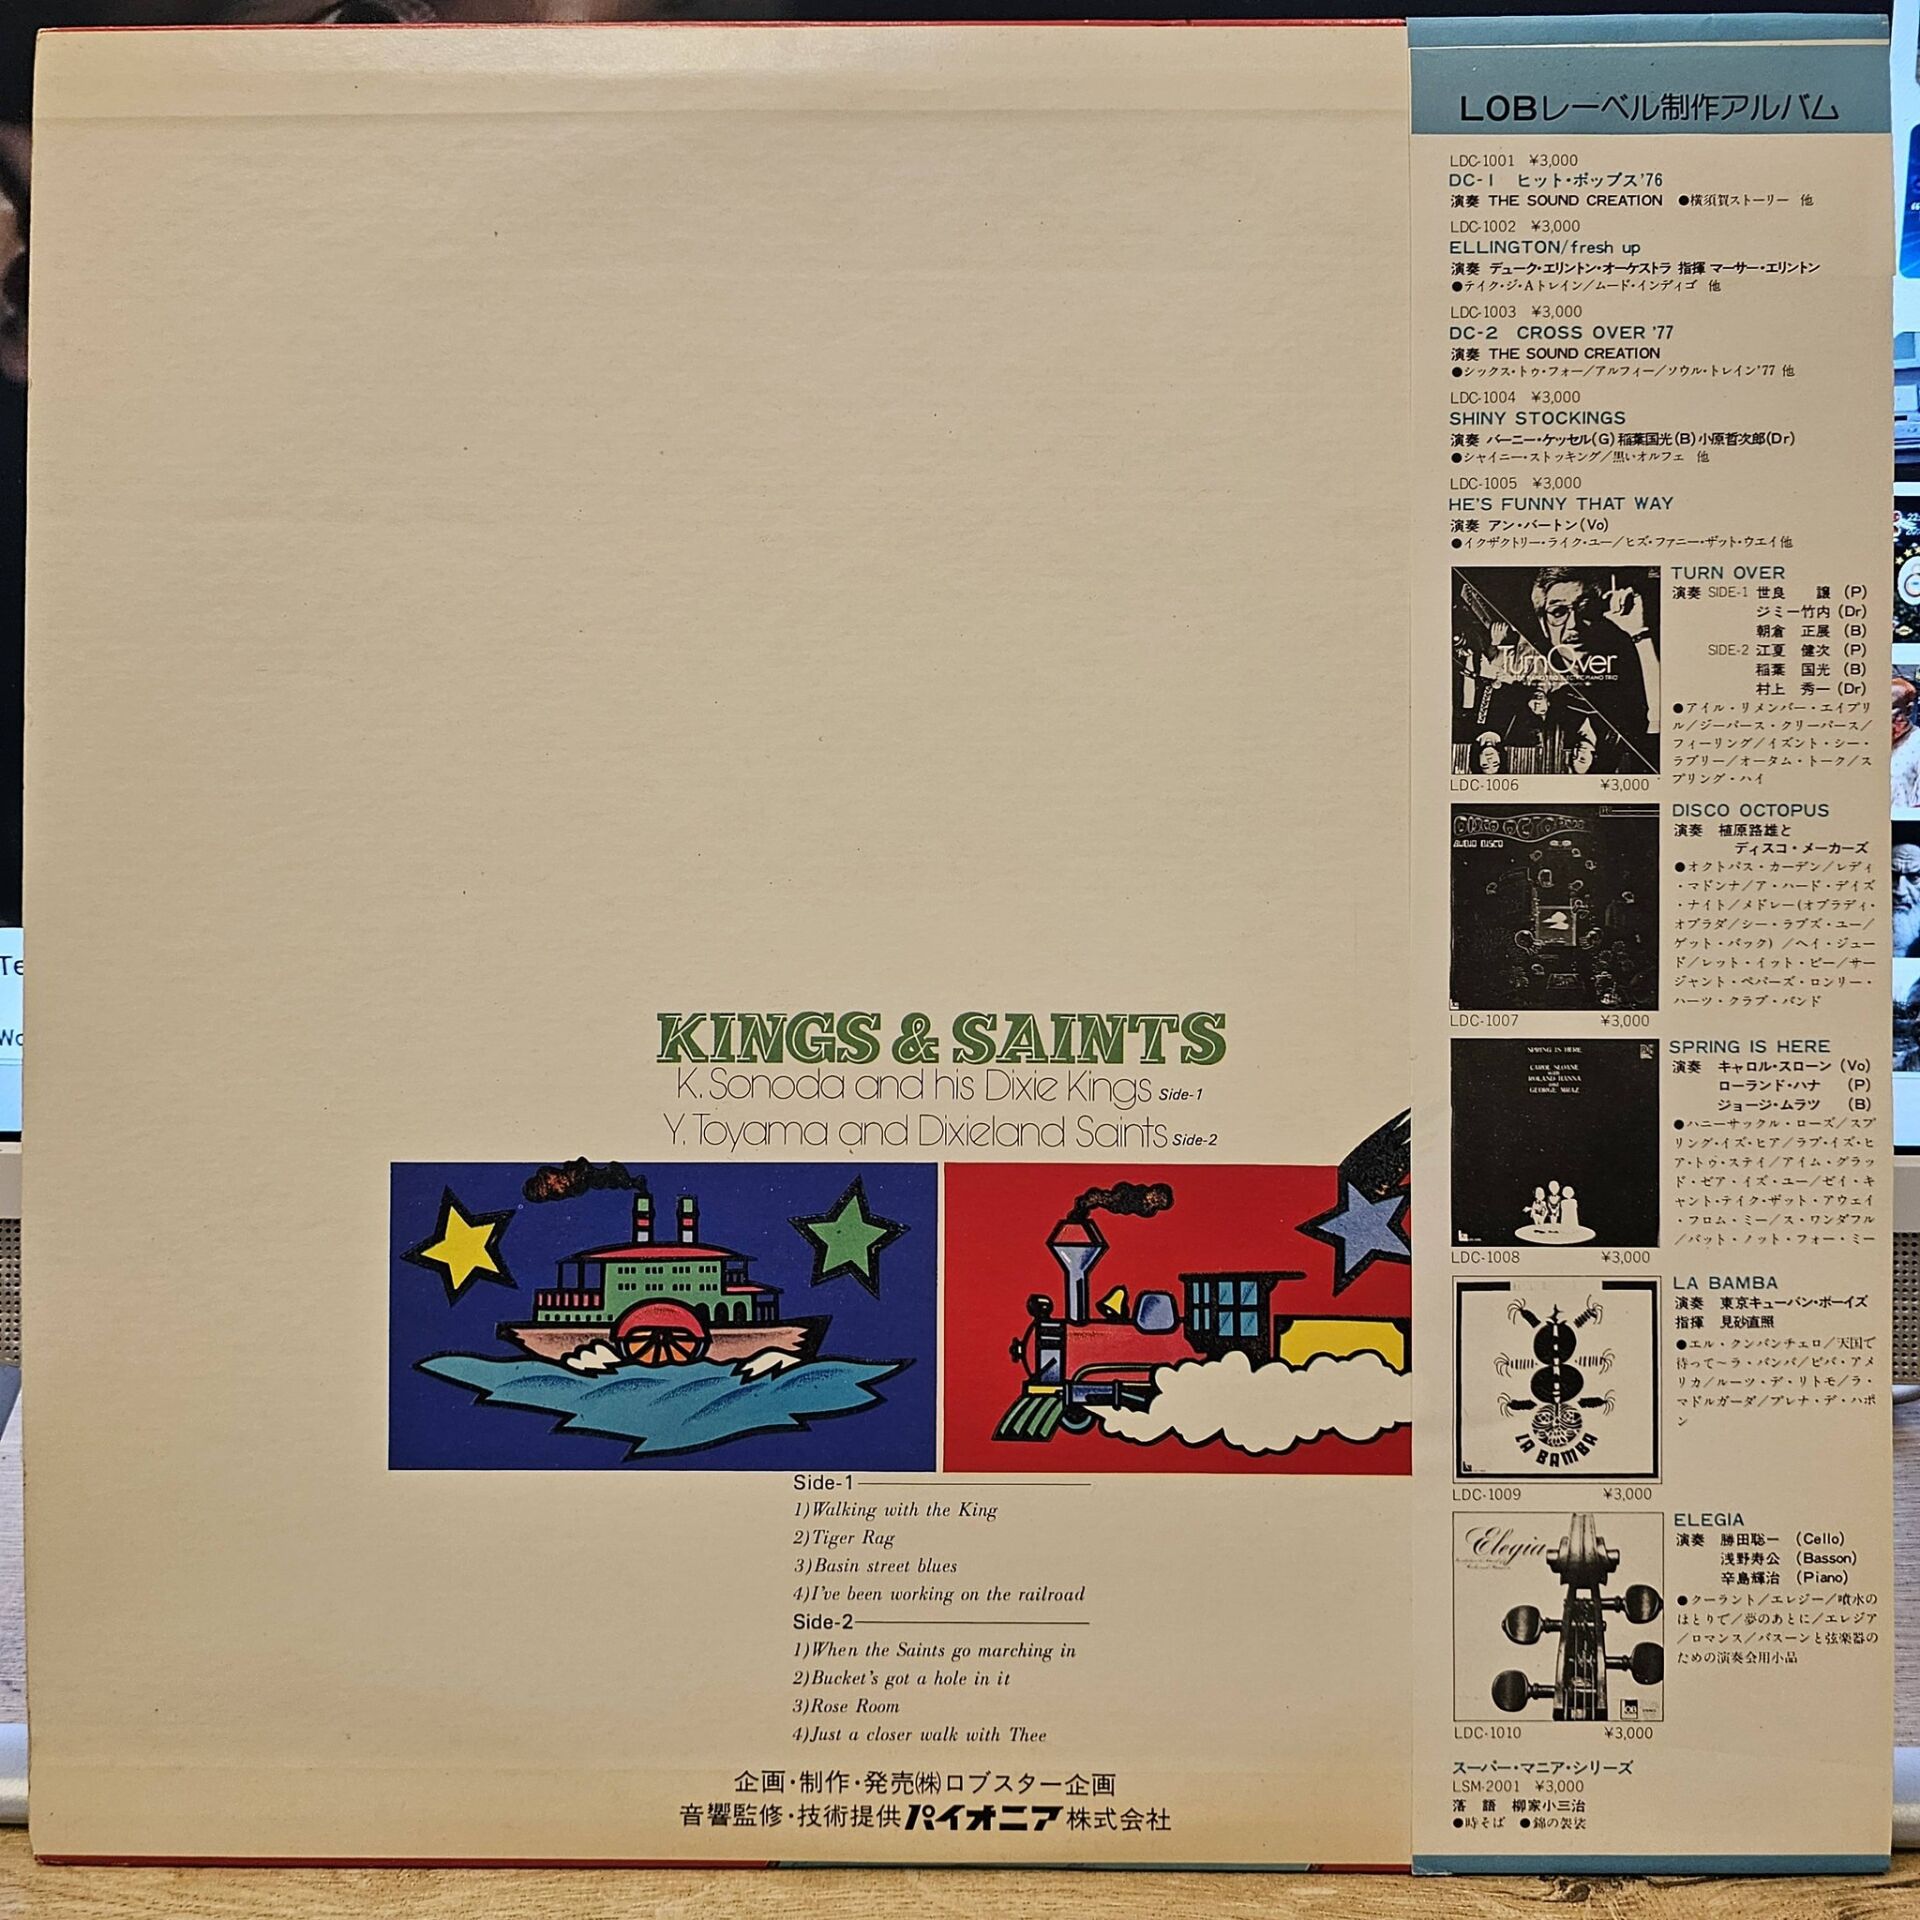 KINGS & SAINTS
K. Sonoda and his Dixie Kings Side-1
Y. Toyama and Dixieland Saints Side-2
Side-1
1)Walking with the King
2)Tiger Rag
3)Basin street blues
4)I've been working on the railroad
Side-2
1)When the Saints go marching in
2)Bucket's got a hole in it
3)Rose Room
4)Just a closer walk with Thee
企画・制作・発売㈱ロブスター企画
音響監修・技術提供パイオニア株式会社
LOBレーベル制作アルバム
LDC-1001 ¥3,000
DC-1 ヒット・ポップス'76
演奏 THE SOUND CREATION ●横須賀ストーリー 他
LDC-1002 ¥3,000
ELLINGTON/fresh up
演奏 デューク・エリントン・オーケストラ 指揮 マーサー・エリントン
●テイク・ジ・Aトレイン/ムード・インディゴ 他
LDC-1003 ¥3,000
DC-2 CROSS OVER '77
演奏 THE SOUND CREATION
●シックス・トゥ・フォー/アルフィー/ソウル・トレイン'77 他
LDC-1004 ¥3,000
SHINY STOCKINGS
演奏 バーニー・ケッセル(G) 稲葉国光(B) 小原哲次郎(Dr)
●シャイニー・ストッキング/黒いオルフェ 他
LDC-1005 ¥3,000
HE'S FUNNY THAT WAY
演奏 アン・バートン(Vo)
●イクザクトリー・ライク・ユー/ヒズ・ファニー・ザット・ウエイ他
TURN OVER
演奏 SIDE-1 世良 譲 (P)
ジミー竹内 (Dr)
朝倉 正展 (B)
SIDE-2 江夏 健次 (P)
稲葉 国光 (B)
村上 秀一 (Dr)
●アイル・リメンバー・エイプリ
ル/ジーパース・クリーパース/
フィーリング/イズント・シー・
ラブリー/オータム・トーク/ス
プリング・ハイ
Turn Over
LDC-1006 ¥3,000
DISCO OCTOPUS
演奏 植原路雄と
ディスコ・メーカーズ
●オクトパス・カーデン/レディ
・マドンナ/ア・ハード・デイズ
・ナイト/メドレー(オブラディ・
オブラダ/シー・ラブズ・ユー/
ゲット・バック) /ヘイ・ジュー
ド/レット・イット・ビー/サー
ジャント・ペパーズ・ロンリー・
ハーツ・クラブ・バンド
LDC-1007 ¥3,000
SPRING IS HERE
演奏 キャロル・スローン (Vo)
ローランド・ハナ (P)
ジョージ・ムラツ (B)
●ハニーサックル・ローズ/スプ
リング・イズ・ヒア/ラブ・イズ・ヒ
ア・トゥ・ステイ/アイム・グラッ
ド・ゼア・イズ・ユー/ゼイ・キ
ャント・テイク・ザット・アウェイ
・フロム・ミー/ス・ワンダフル
/バット・ノット・フォー・ミー
SPRING IS HERE
CAROL SLOANE
with
ROLAND HANNA
and
GEORGE MRAZ
LDC-1008 ¥3,000
LA BAMBA
演奏 東京キューバン・ボーイズ
指揮 見砂直照
●エル・クンバンチェロ/天国で
待って~ラ・バンバ/ビバ・アメ
リカ/ルーツ・デ・リトモ/ラ・
マドルガーダ/プレナ・デ・ハポ
ン
LA BAMBA
LDC-1009 ¥3,000
ELEGIA
演奏 勝田聡一 (Cello)
浅野寿公 (Basson)
辛島輝治 (Piano)
●クーラント/エレジー/噴水の
ほとりで/夢のあとに/エレジア
/ロマンス/バスーンと弦楽器の
ための演奏会用小品
Elegia
LDC-1010 ¥3,000
スーパー・マニア・シリーズ
LSM-2001 ¥3,000
落 語 柳家小三治
●時そば ●錦の袈裟